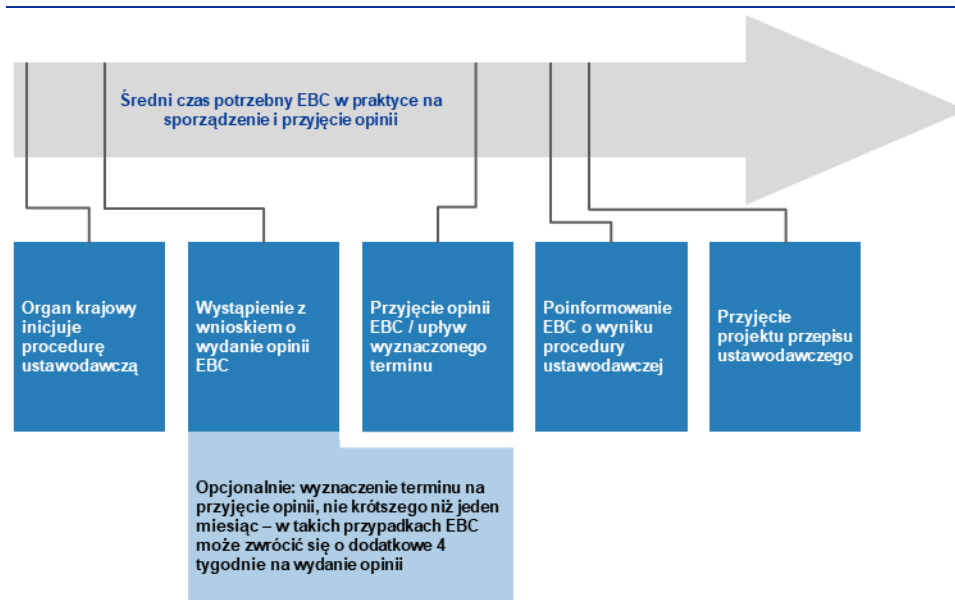 Średni czas potrzebny EBC w praktyce na
sporządzenie i przyjęcie opinii
Organ krajowy
inicjuje
procedurę
ustawodawczą
Wystąpienie z
wnioskiem o
wydanie opinii
EBC
Przyjęcie opinii
EBC / upływ
wyznaczonego
terminu
Poinformowanie
EBC o wyniku
procedury
ustawodawczej
Przyjęcie
projektu przepisu
ustawodawczego
Opcjonalnie: wyznaczenie terminu na
przyjęcie opinii, nie krótszego niż jeden
miesiąc – w takich przypadkach EBC
może zwrócić się o dodatkowe 4
tygodnie na wydanie opinii